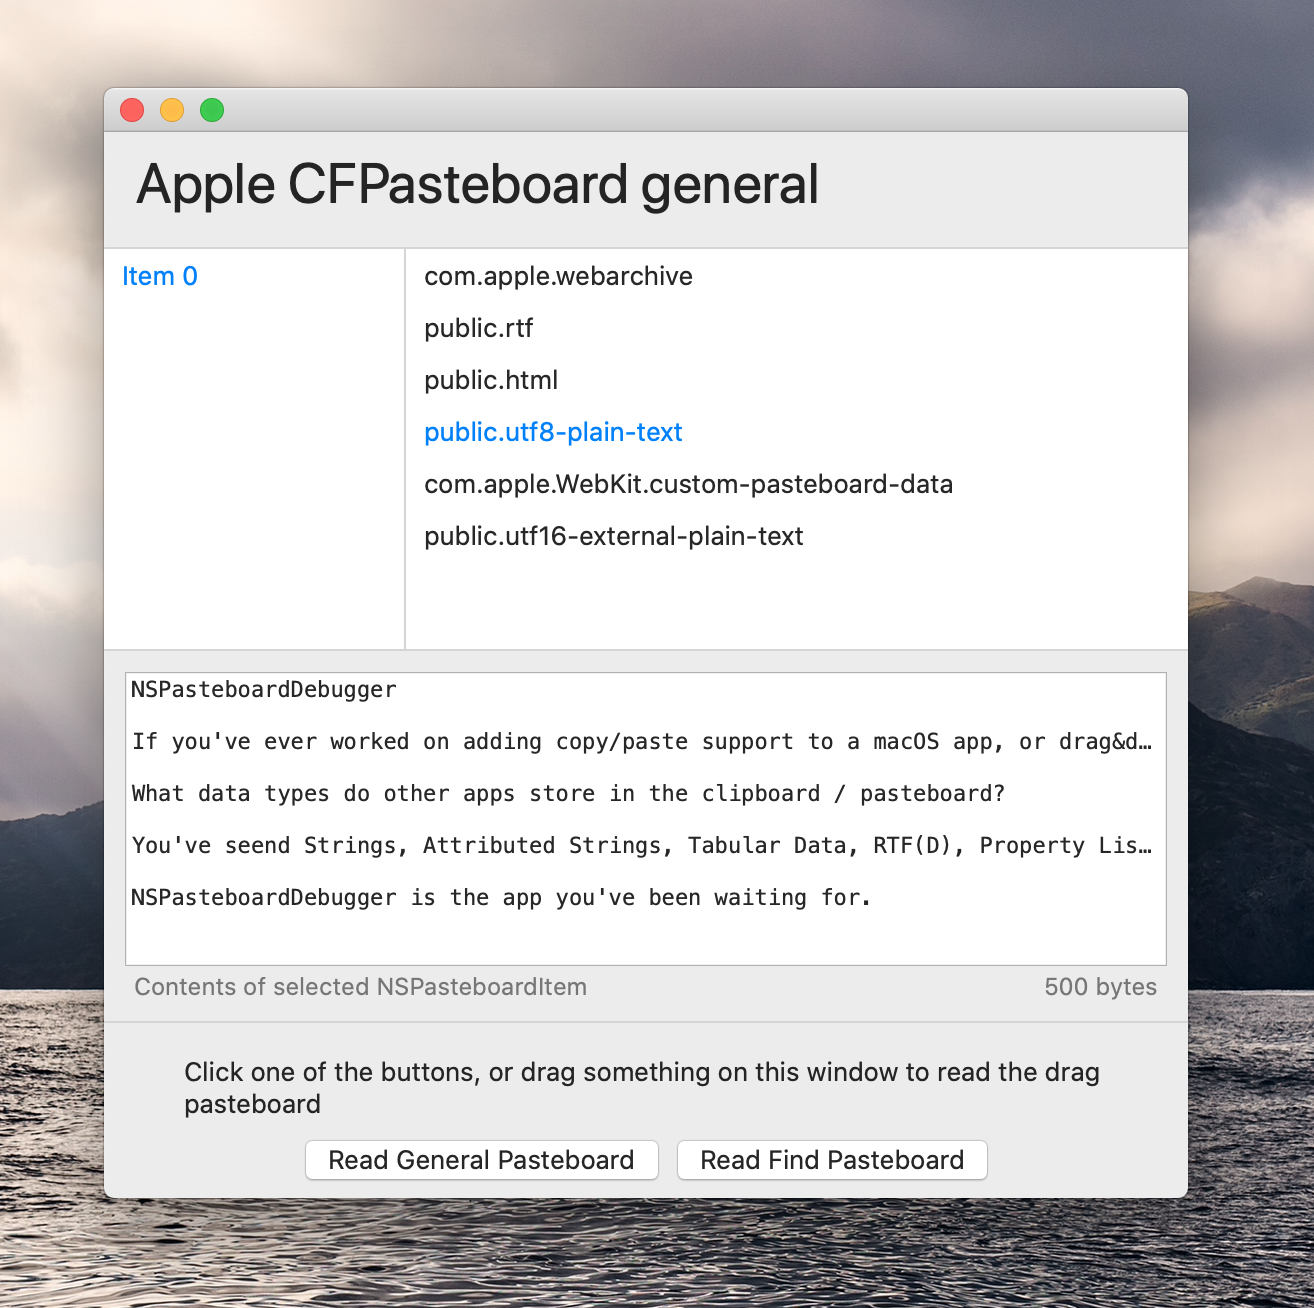 Apple CFPasteboard general
Item 0
com.apple.webarchive
public.rtf
public.html
public.utf8-plain-text
com.apple.WebKit.custom-pasteboard-data
public.utf16-external-plain-text
NSPasteboardDebugger
If you've ever worked on adding copy/paste support to a macOS app, or drag&d…
What data types do other apps store in the clipboard / pasteboard?
You've seend Strings, Attributed Strings, Tabular Data, RTF(D), Property Lis…
NSPasteboardDebugger is the app you've been waiting for.
Contents of selected NSPasteboardItem
500 bytes
Click one of the buttons, or drag something on this window to read the drag
pasteboard
Read General Pasteboard
Read Find Pasteboard